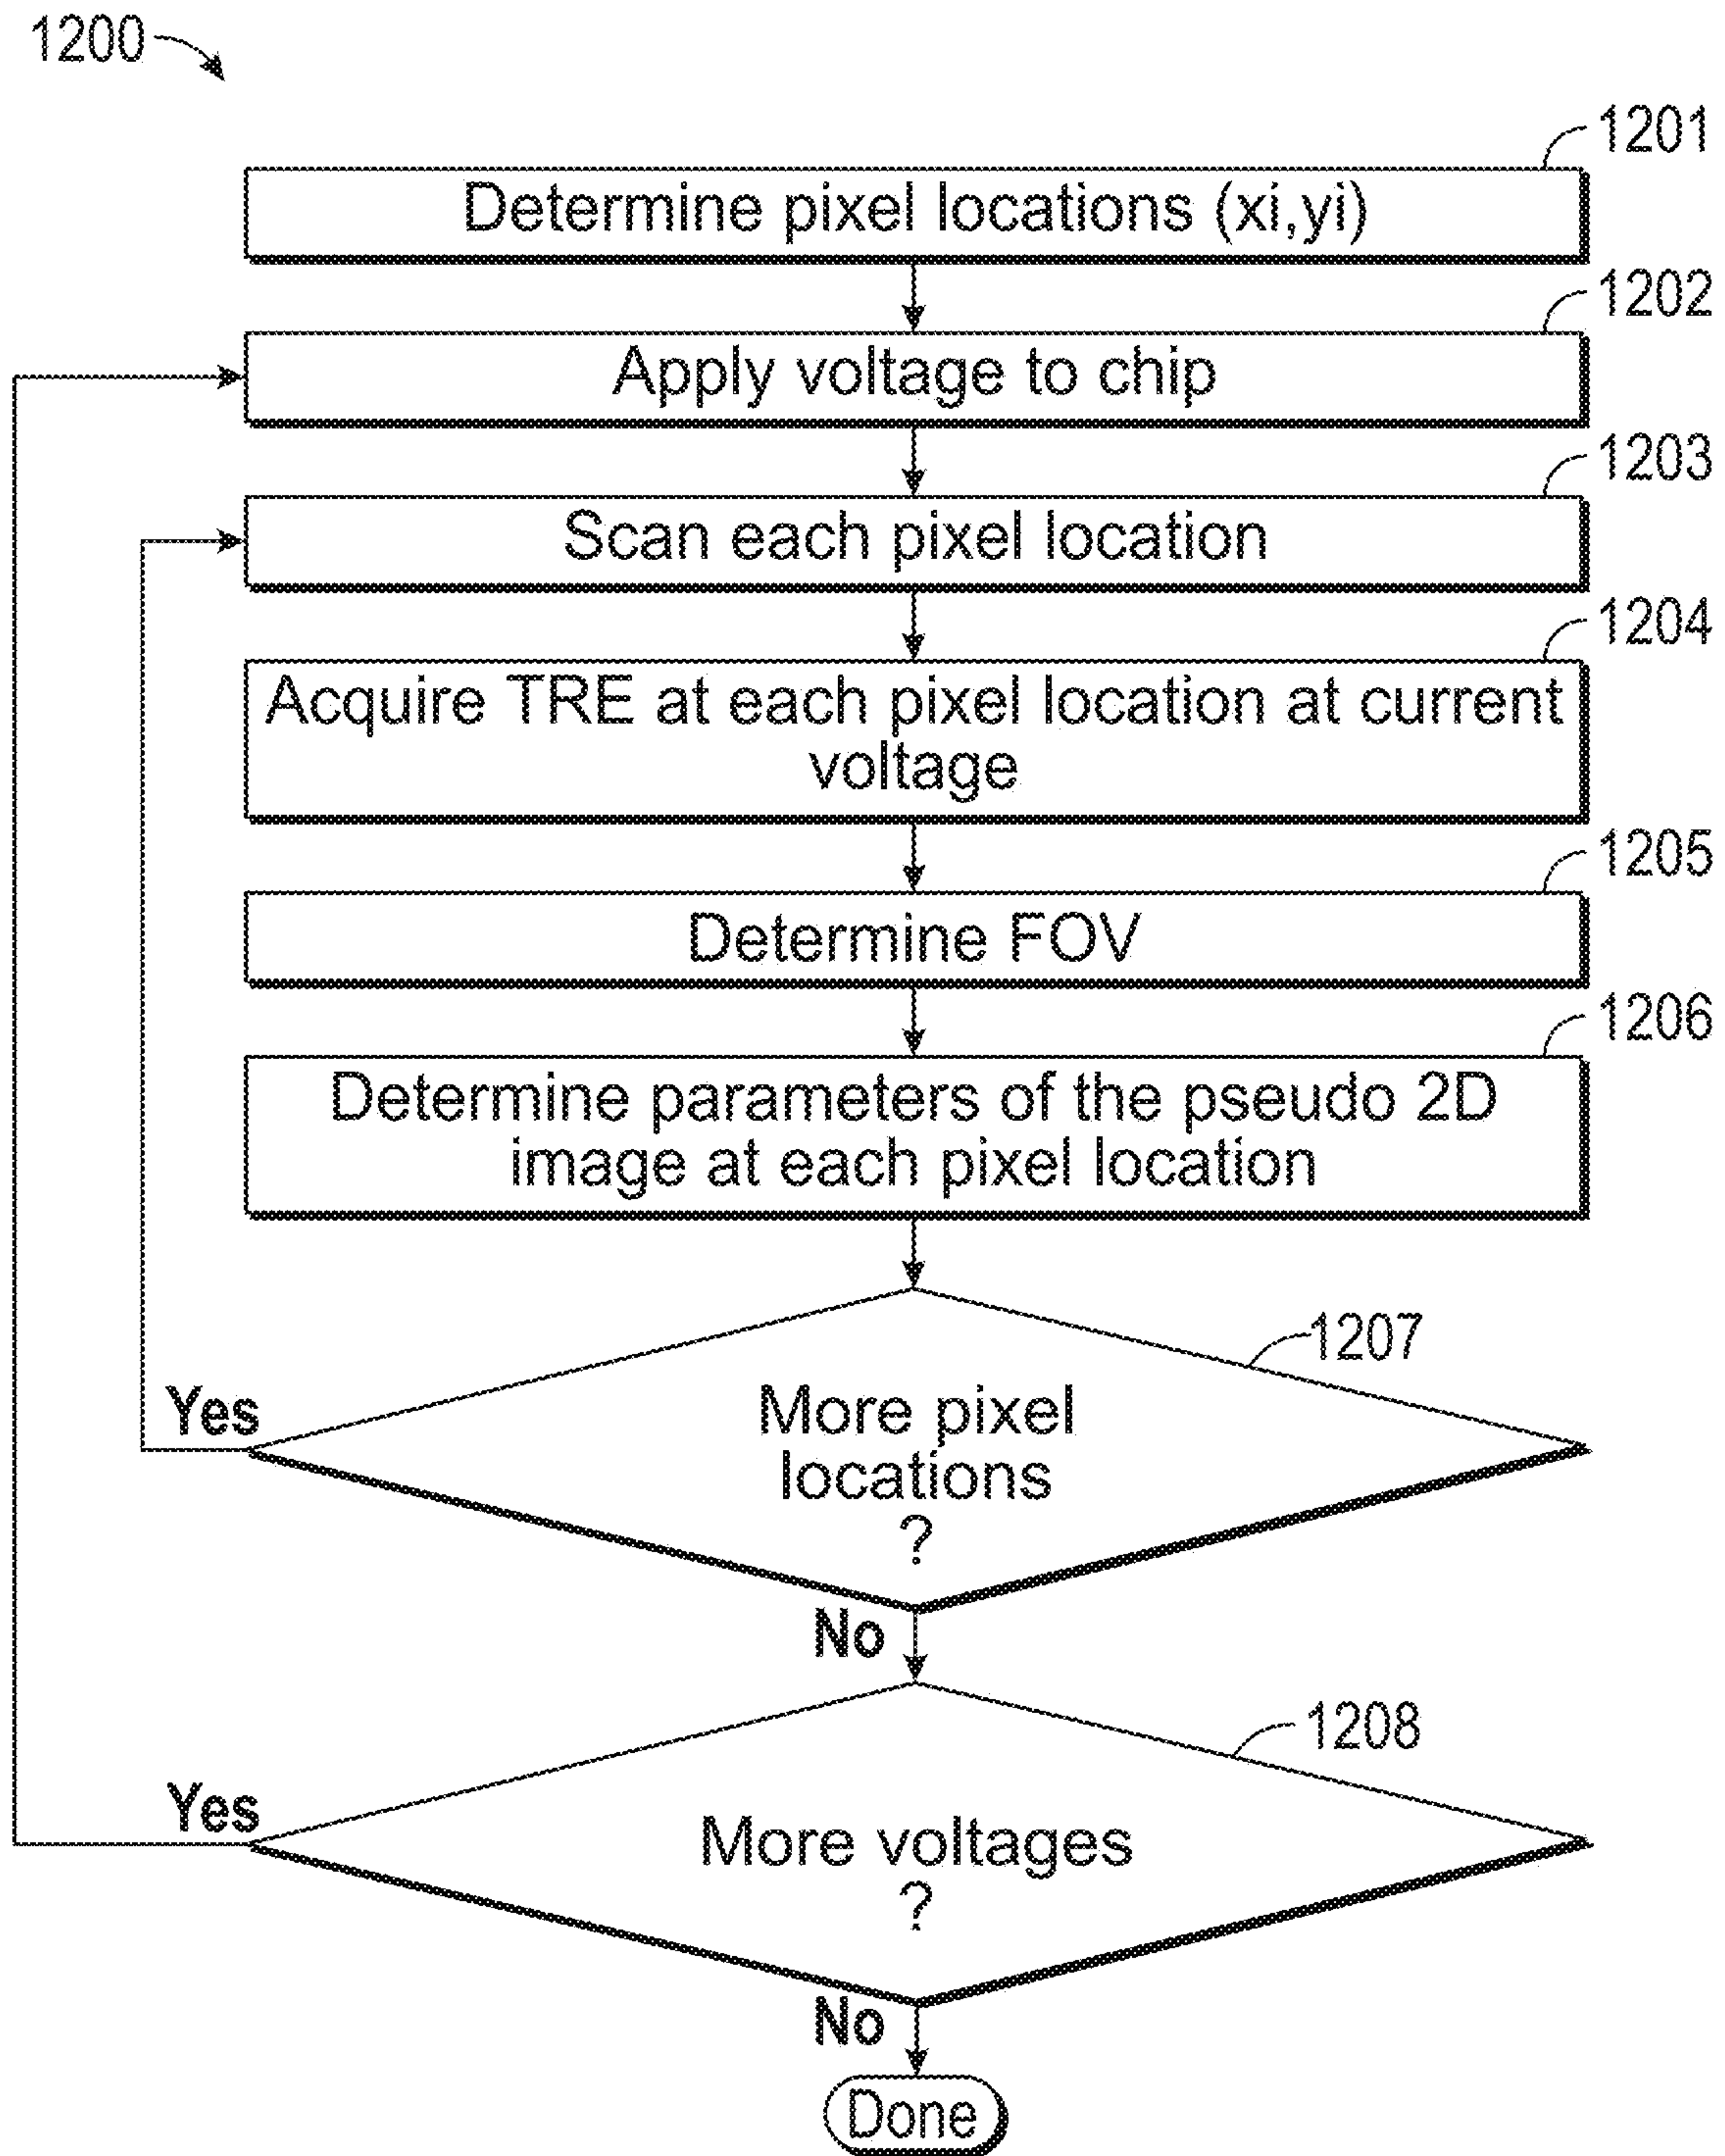 1200
1201
Determine pixel locations (xi,yi)
1202
Apply voltage to chip
1203
Scan each pixel location
1204
Acquire TRE at each pixel location at current
voltage
1205
Determine FOV
1206
Determine parameters of the pseudo 2D
image at each pixel location
1207
More pixel
locations
?
Yes
No
1208
More voltages
?
Yes
No
Done